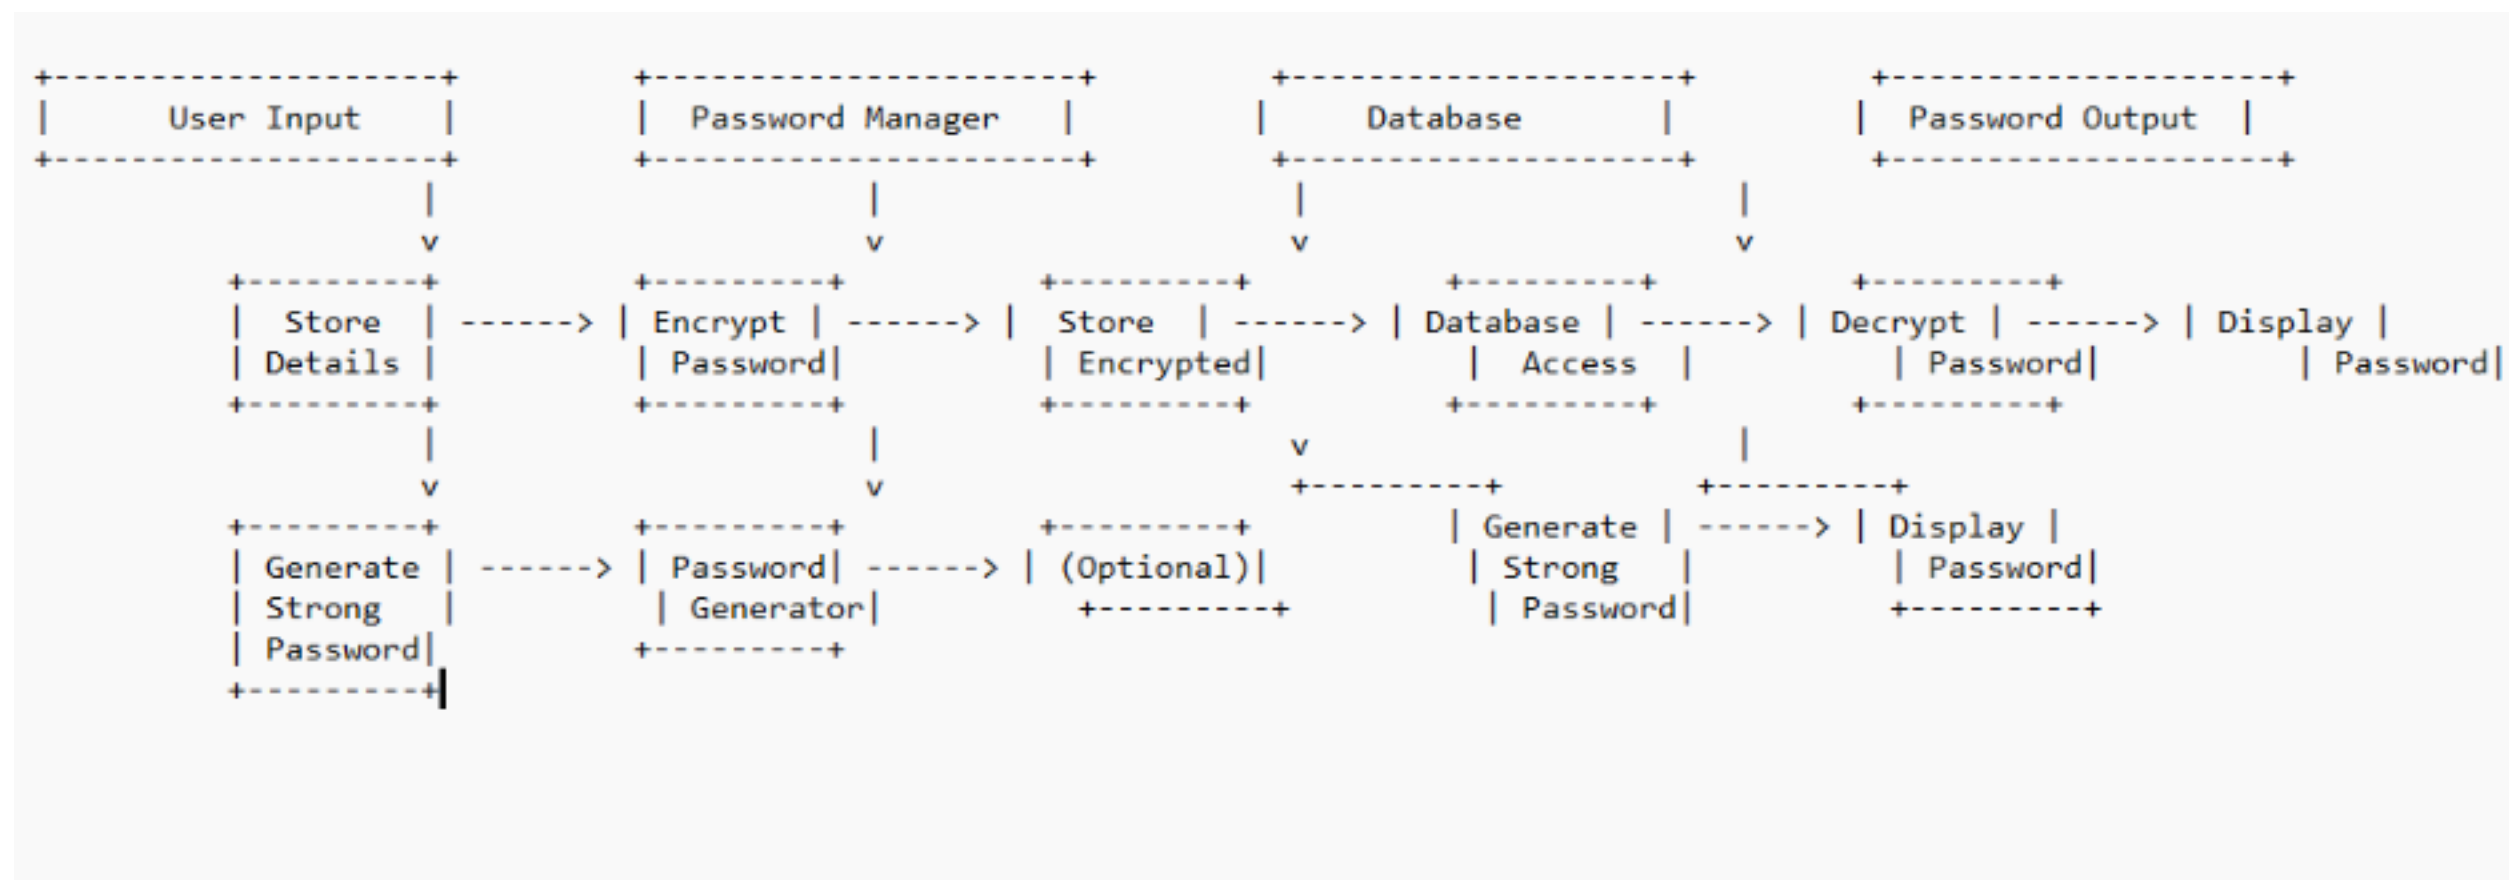 +--------------------+         +----------------------+         +--------------------+         +--------------------+
|      User Input    |         |  Password Manager   |         |     Database       |         |  Password Output  |
+--------------------+         +----------------------+         +--------------------+         +--------------------+
                    |                      |                     |                      |
                    v                      v                     v                      v
          +---------+          +---------+          +---------+          +---------+          +---------+
          |  Store  | ------> | Encrypt | ------> |  Store  | ------> | Database | ------> | Decrypt | ------> | Display |
          | Details |          | Password|          | Encrypted|          |  Access  |          | Password|          | Password|
          +---------+          +---------+          +---------+          +---------+          +---------+
                    |                      |                     v                      |
                    v                      v                     +---------+          +---------+
          +---------+          +---------+          +---------+          | Generate | ------> | Display |
          | Generate | ------> | Password| ------> | (Optional)|          | Strong   |         | Password|
          | Strong   |          | Generator|          +---------+          | Password|          +---------+
          | Password|         +---------+
          +---------+